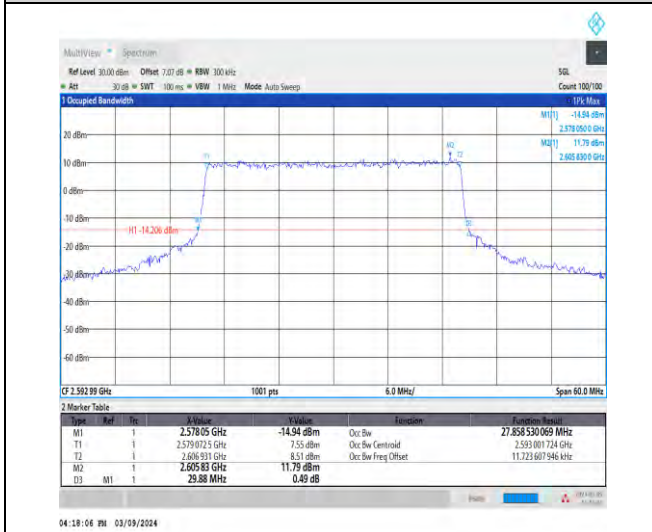 MultiView Spectrum
Ref Level 30.00 dBm Offset 7.07 dB RBW 300 kHz SGL
Att 30 dB SWT 100 ms VBW 1 MHz Mode Auto Sweep Count 100/100
1 Occupied Bandwidth 1Pk Max
M1[1] -14.94 dBm
2.578 050 0 GHz
M2[1] 11.79 dBm
2.605 830 0 GHz
20 dBm
M2
T1 T2
10 dBm
0 dBm
-10 dBm
H1 -14.206 dBm
-20 dBm
-30 dBm
-40 dBm
-50 dBm
-60 dBm
CF 2.592 99 GHz 1001 pts 6.0 MHz/ Span 60.0 MHz
2 Marker Table
Type Ref Trc X-Value Y-Value Function Function Result
M1 1 2.578 05 GHz -14.94 dBm Occ Bw 27.858 530 069 MHz
T1 1 2.579 072 5 GHz 7.55 dBm Occ Bw Centroid 2.593 001 724 GHz
T2 1 2.606 931 GHz 8.51 dBm Occ Bw Freq Offset 11.723 607 946 kHz
M2 1 2.605 83 GHz 11.79 dBm
D3 M1 1 29.88 MHz 0.49 dB
04:18:06 PM 03/09/2024